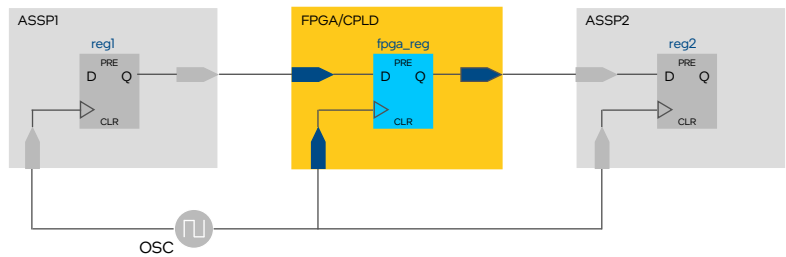 ASSP1
FPGA/CPLD
ASSP2
reg1
fpga_reg
reg2
PRE
PRE
PRE
D Q
D Q
D Q
CLR
CLR
CLR
OSC